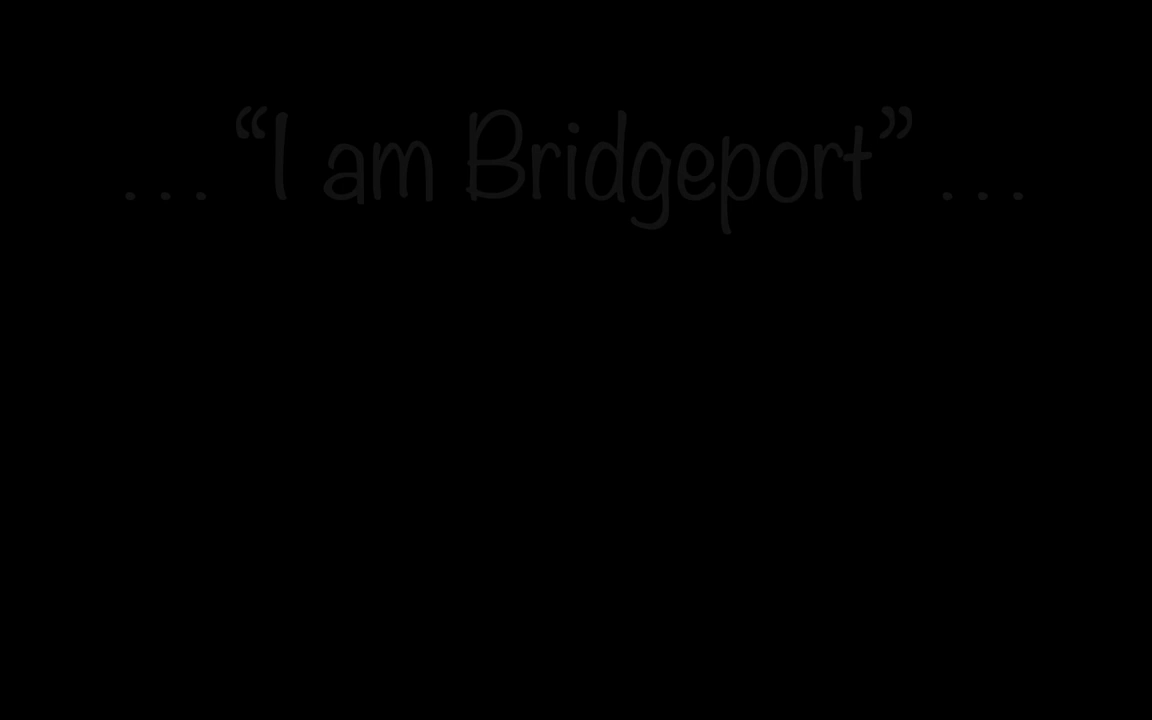 . . . “I am Bridgeport” . . .